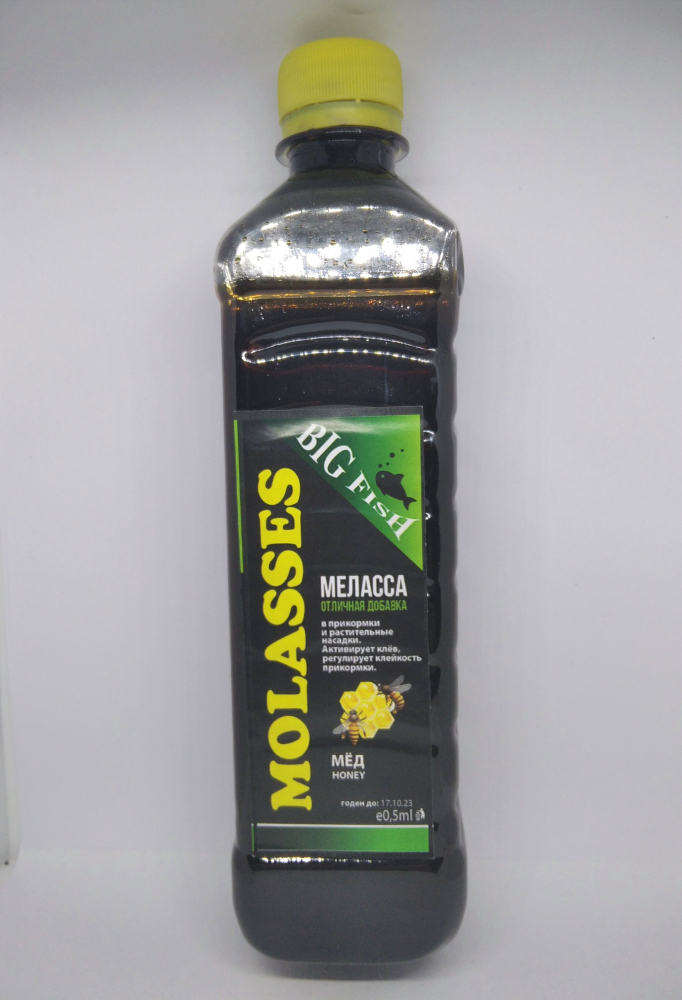 BIG FisH
MOLASSES
МЕЛАССА
ОТЛИЧНАЯ ДОБАВКА
в прикормки
и растительные
насадки.
Активирует клёв,
регулирует клейкость
прикормки.
МЁД
HONEY
годен до: 17.10.23
e0,5ml